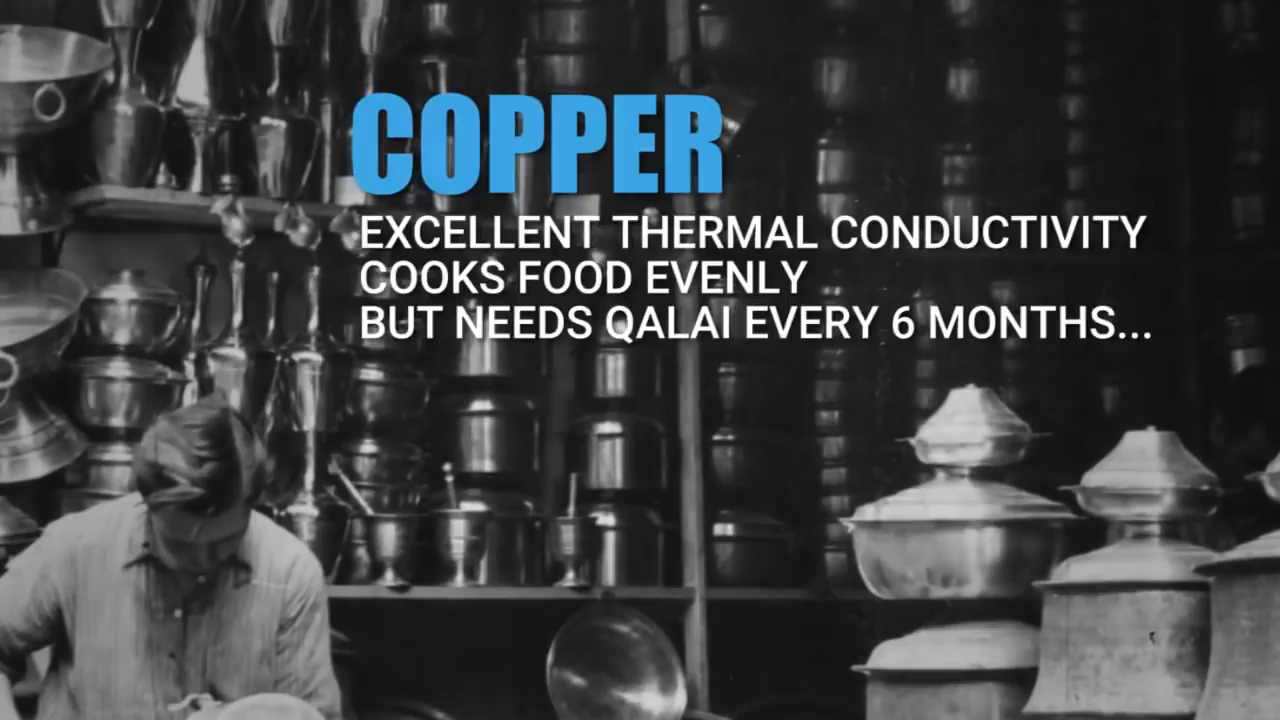 COPPER
EXCELLENT THERMAL CONDUCTIVITY
COOKS FOOD EVENLY
BUT NEEDS QALAI EVERY 6 MONTHS...